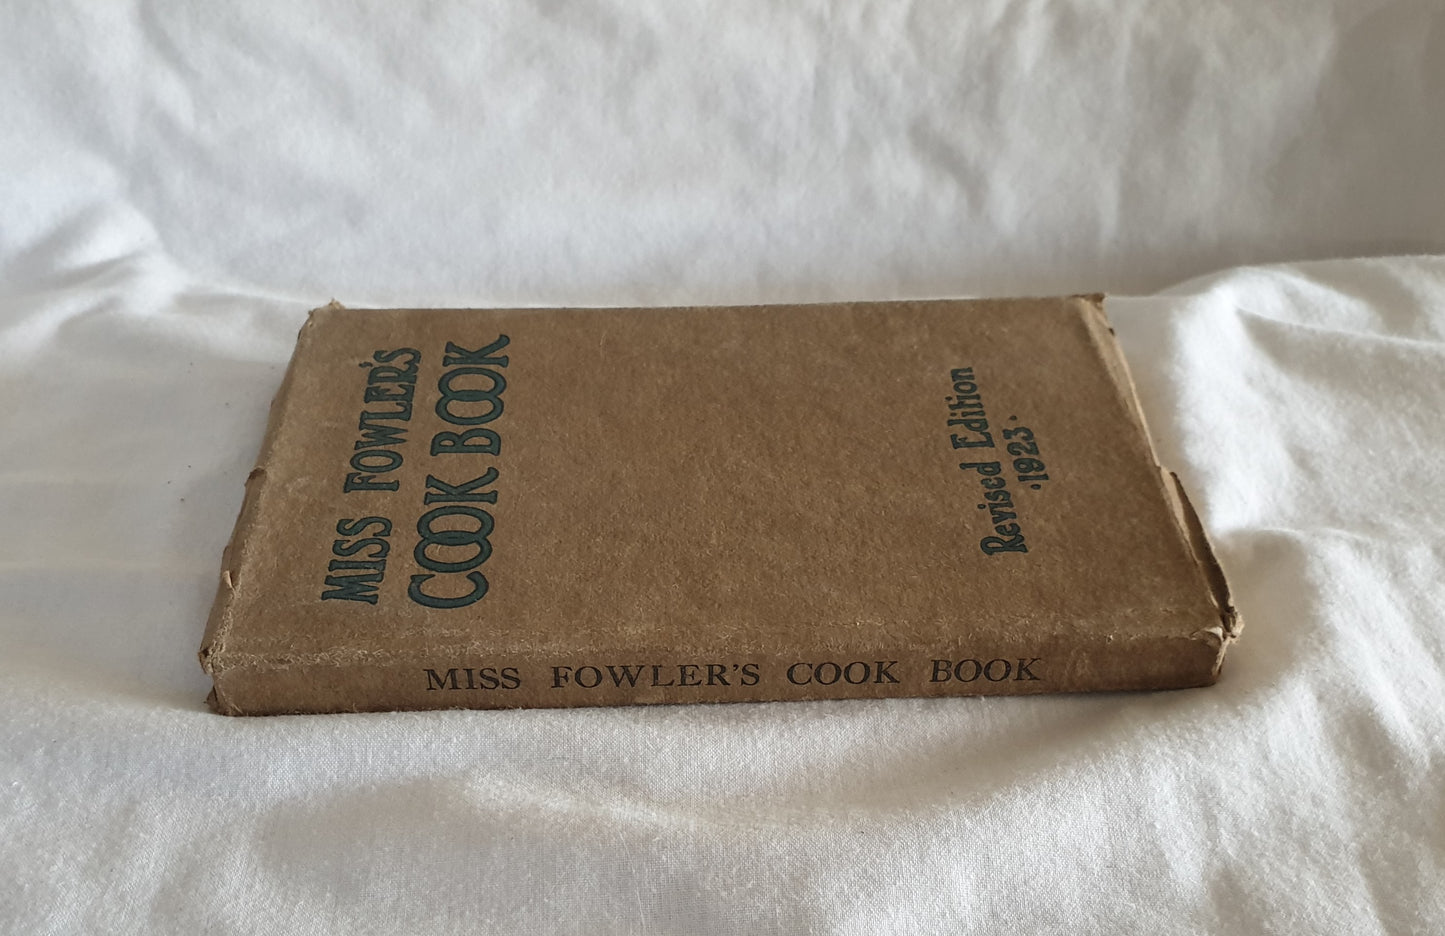 MISS FOWLER'S
COOK BOOK
Revised Edition
·1923·
MISS FOWLER'S COOK BOOK